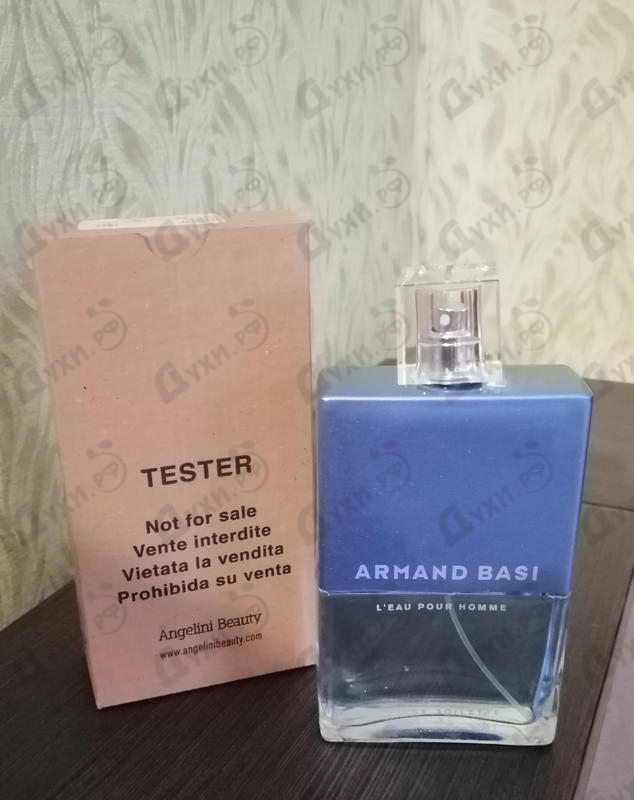 TESTER
Not for sale
Vente interdite
Vietata la vendita
Prohibida su venta
Angelini Beauty
www.angelinibeauty.com
ARMAND BASI
L'EAU POUR HOMME
Духи.РФ